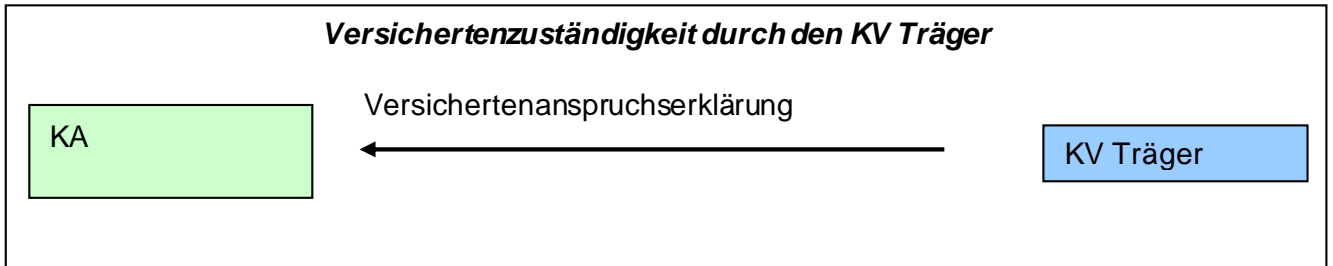 Versichertenzuständigkeit durch den KV Träger
Versichertenanspruchserklärung
KA
KV Träger